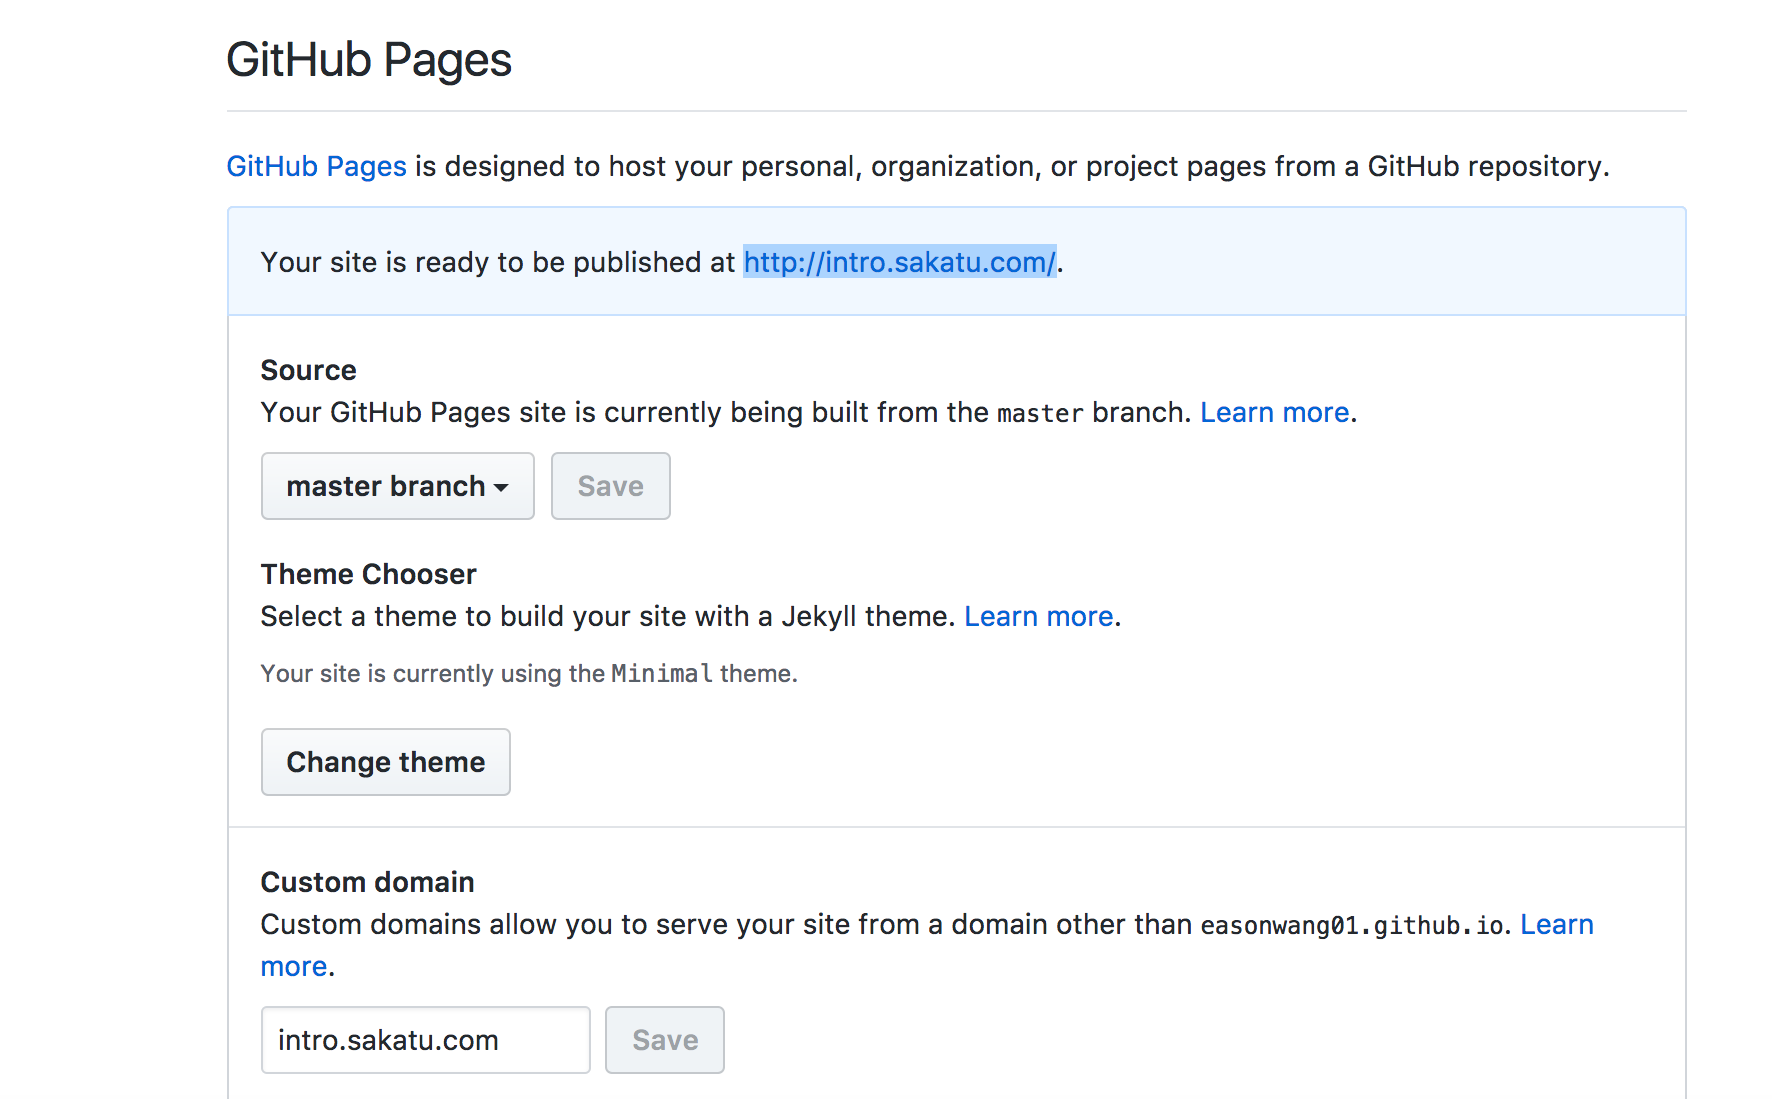 GitHub Pages
GitHub Pages is designed to host your personal, organization, or project pages from a GitHub repository.
Your site is ready to be published at http://intro.sakatu.com/.
Source
Your GitHub Pages site is currently being built from the master branch. Learn more.
master branch Save
Theme Chooser
Select a theme to build your site with a Jekyll theme. Learn more.
Your site is currently using the Minimal theme.
Change theme
Custom domain
Custom domains allow you to serve your site from a domain other than easonwang01.github.io. Learn
more.
intro.sakatu.com Save